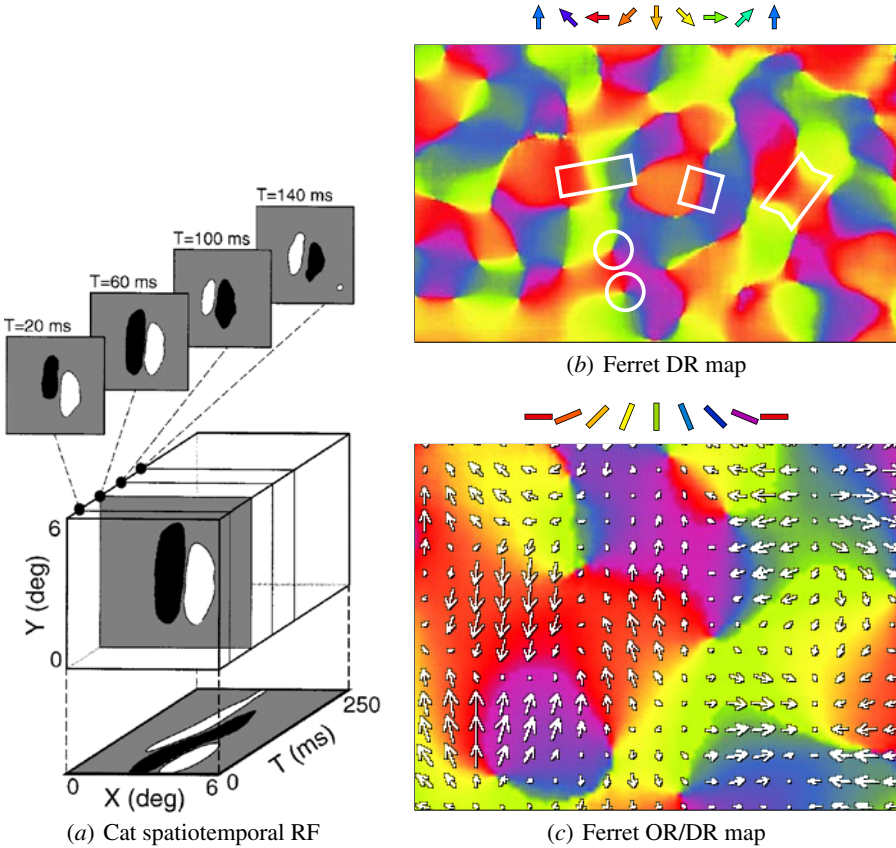 T=140 ms
T=100 ms
T=60 ms
T=20 ms
6
Y (deg)
0
250
T (ms)
0
X (deg)
6
0
(a) Cat spatiotemporal RF
(b) Ferret DR map
(c) Ferret OR/DR map